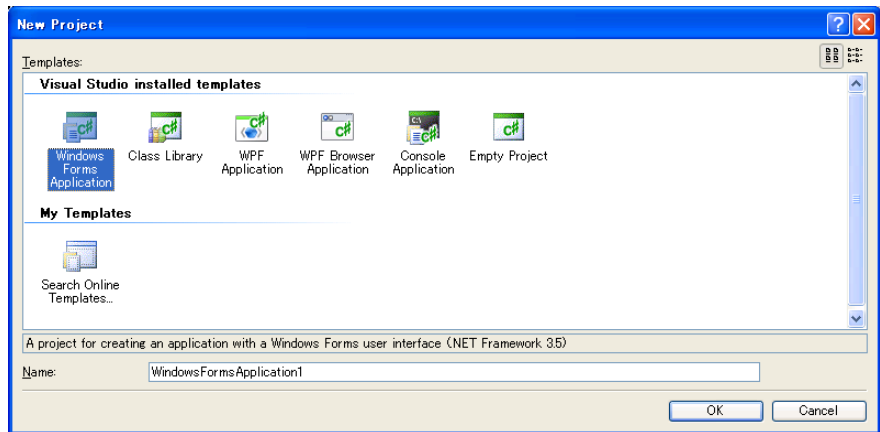 New Project
Templates:
Visual Studio installed templates
Windows Forms Application
Class Library
WPF Application
WPF Browser Application
Console Application
Empty Project
My Templates
Search Online Templates...
A project for creating an application with a Windows Forms user interface (.NET Framework 3.5)
Name:
WindowsFormsApplication1
OK
Cancel